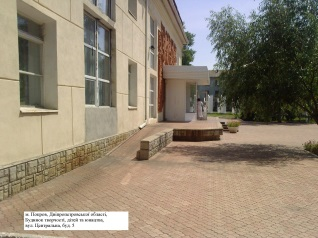 м. Покров, Дніпропетровської області,
Будинок творчості, дітей та юнацтва,
вул. Центральна, буд. 5